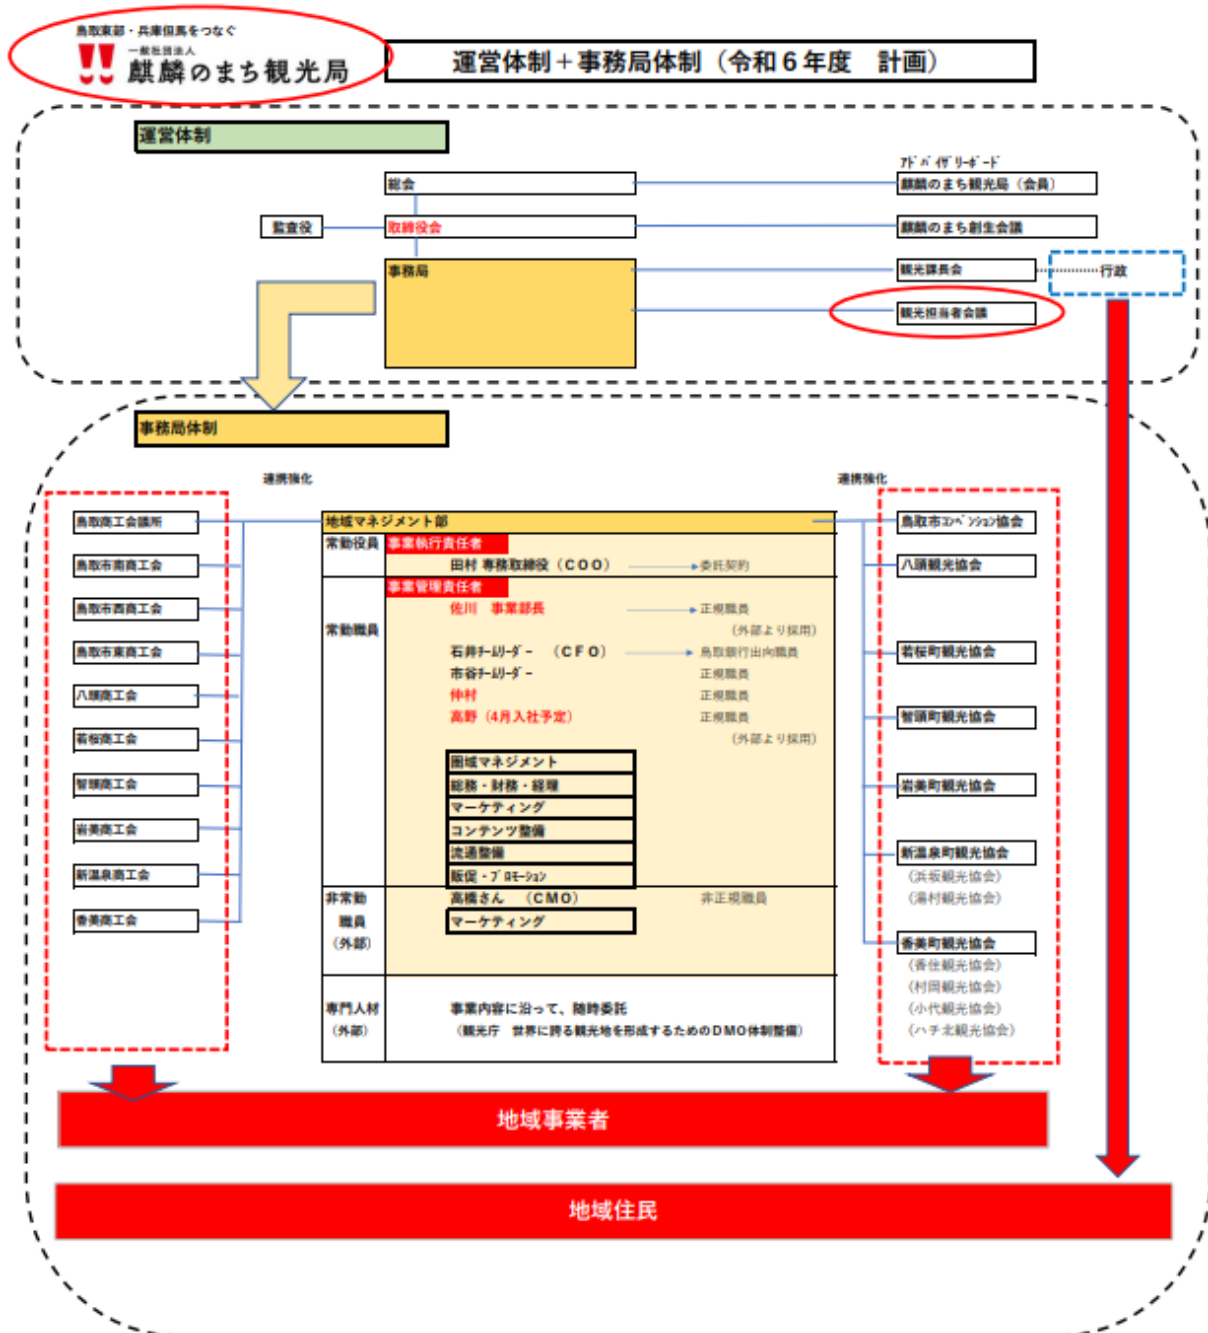 鳥取東部・兵庫但馬をつなぐ
一般社団法人
麒麟のまち観光局
運営体制＋事務局体制（令和６年度　計画）
運営体制
ｱﾄﾞﾊﾞｲｻﾞﾘｰﾎﾞｰﾄﾞ
総会
麒麟のまち観光局（会員）
監査役
取締役会
麒麟のまち創生会議
事務局
観光課長会
行政
観光担当者会議
事務局体制
連携強化
連携強化
鳥取商工会議所
鳥取市南商工会
鳥取市西商工会
鳥取市東商工会
八頭商工会
若桜商工会
智頭商工会
岩美商工会
新温泉商工会
香美商工会
地域マネジメント部
常勤役員
事業執行責任者
田村 専務取締役（ＣＯＯ）
委託契約
事業管理責任者
佐川　事業部長
正規職員
（外部より採用）
常勤職員
石井ﾁｰﾑﾘｰﾀﾞｰ　（ＣＦＯ）
鳥取銀行出向職員
市谷ﾁｰﾑﾘｰﾀﾞｰ
正規職員
仲村
正規職員
高野（4月入社予定）
正規職員
（外部より採用）
圏域マネジメント
総務・財務・経理
マーケティング
コンテンツ整備
流通整備
販促・ﾌﾟﾛﾓｰｼｮﾝ
非常勤
職員
（外部）
高橋さん　（ＣＭＯ）
非正規職員
マーケティング
専門人材
（外部）
事業内容に沿って、随時委託
（観光庁　世界に誇る観光地を形成するためのＤＭＯ体制整備）
鳥取市ｺﾝﾍﾞﾝｼｮﾝ協会
八頭観光協会
若桜町観光協会
智頭町観光協会
岩美町観光協会
新温泉町観光協会
（浜坂観光協会）
（湯村観光協会）
香美町観光協会
（香住観光協会）
（村岡観光協会）
（小代観光協会）
（ハチ北観光協会）
地域事業者
地域住民